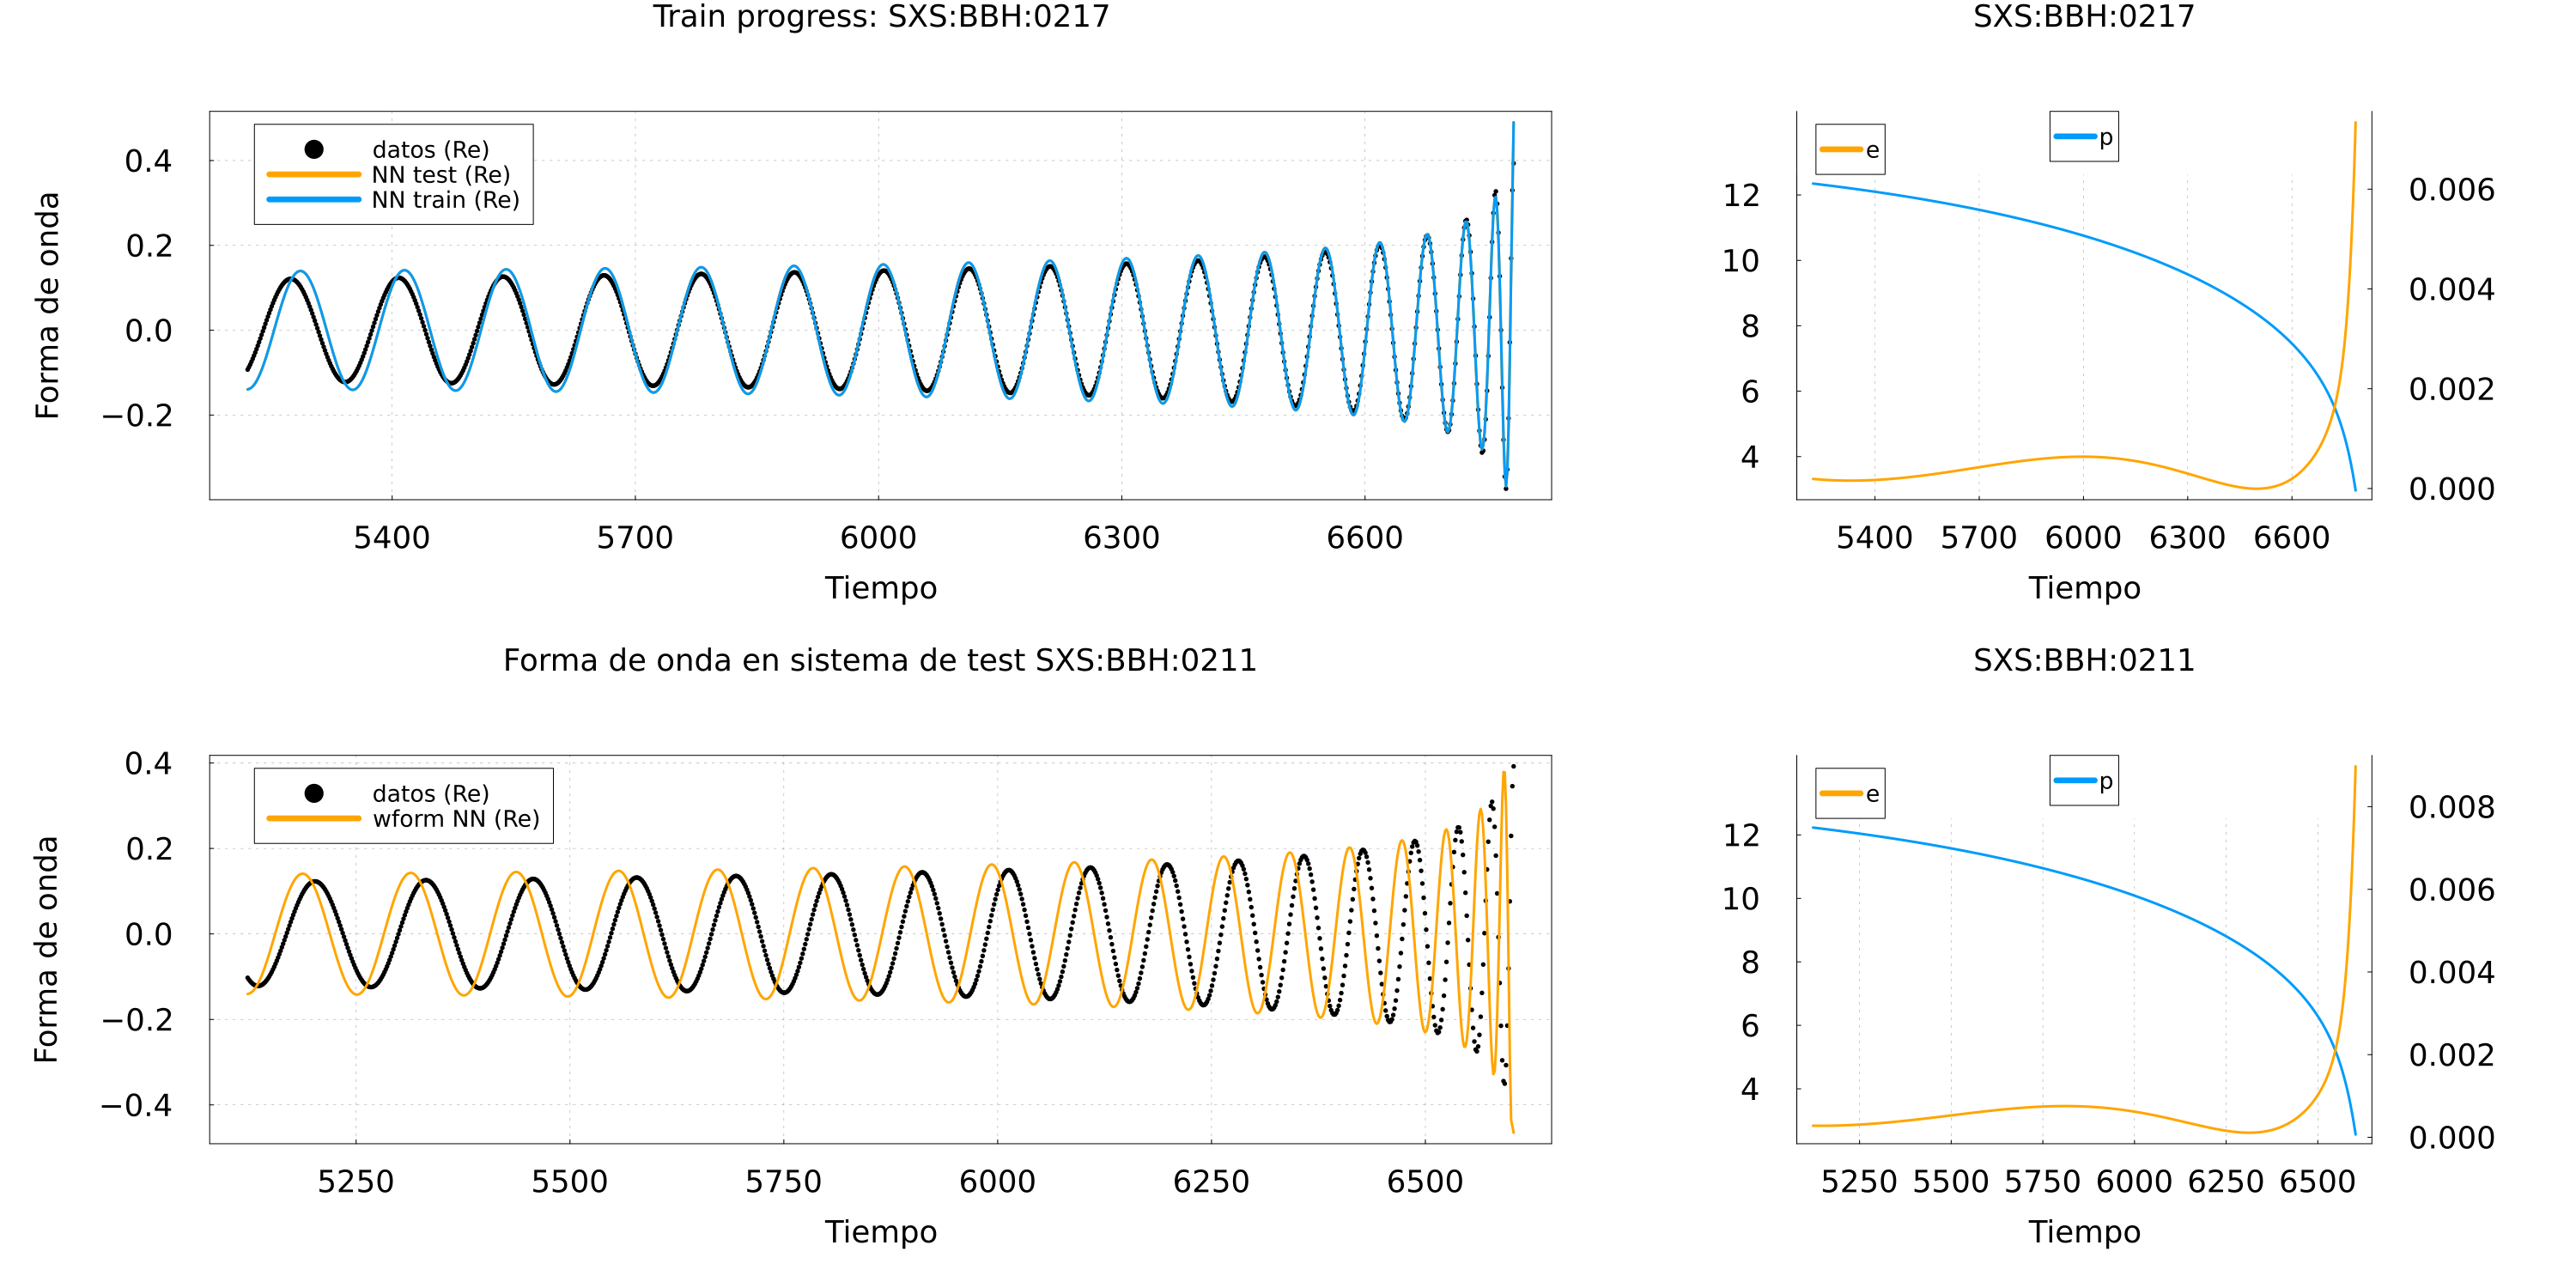 Train progress: SXS:BBH:0217
Forma de onda
0.4
0.2
0.0
−0.2
datos (Re)
NN test (Re)
NN train (Re)
5400 5700 6000 6300 6600
Tiempo
SXS:BBH:0217
e
p
12
10
8
6
4
0.006
0.004
0.002
0.000
5400 5700 6000 6300 6600
Tiempo
Forma de onda en sistema de test SXS:BBH:0211
Forma de onda
0.4
0.2
0.0
−0.2
−0.4
datos (Re)
wform NN (Re)
5250 5500 5750 6000 6250 6500
Tiempo
SXS:BBH:0211
e
p
12
10
8
6
4
0.008
0.006
0.004
0.002
0.000
5250 5500 5750 6000 6250 6500
Tiempo